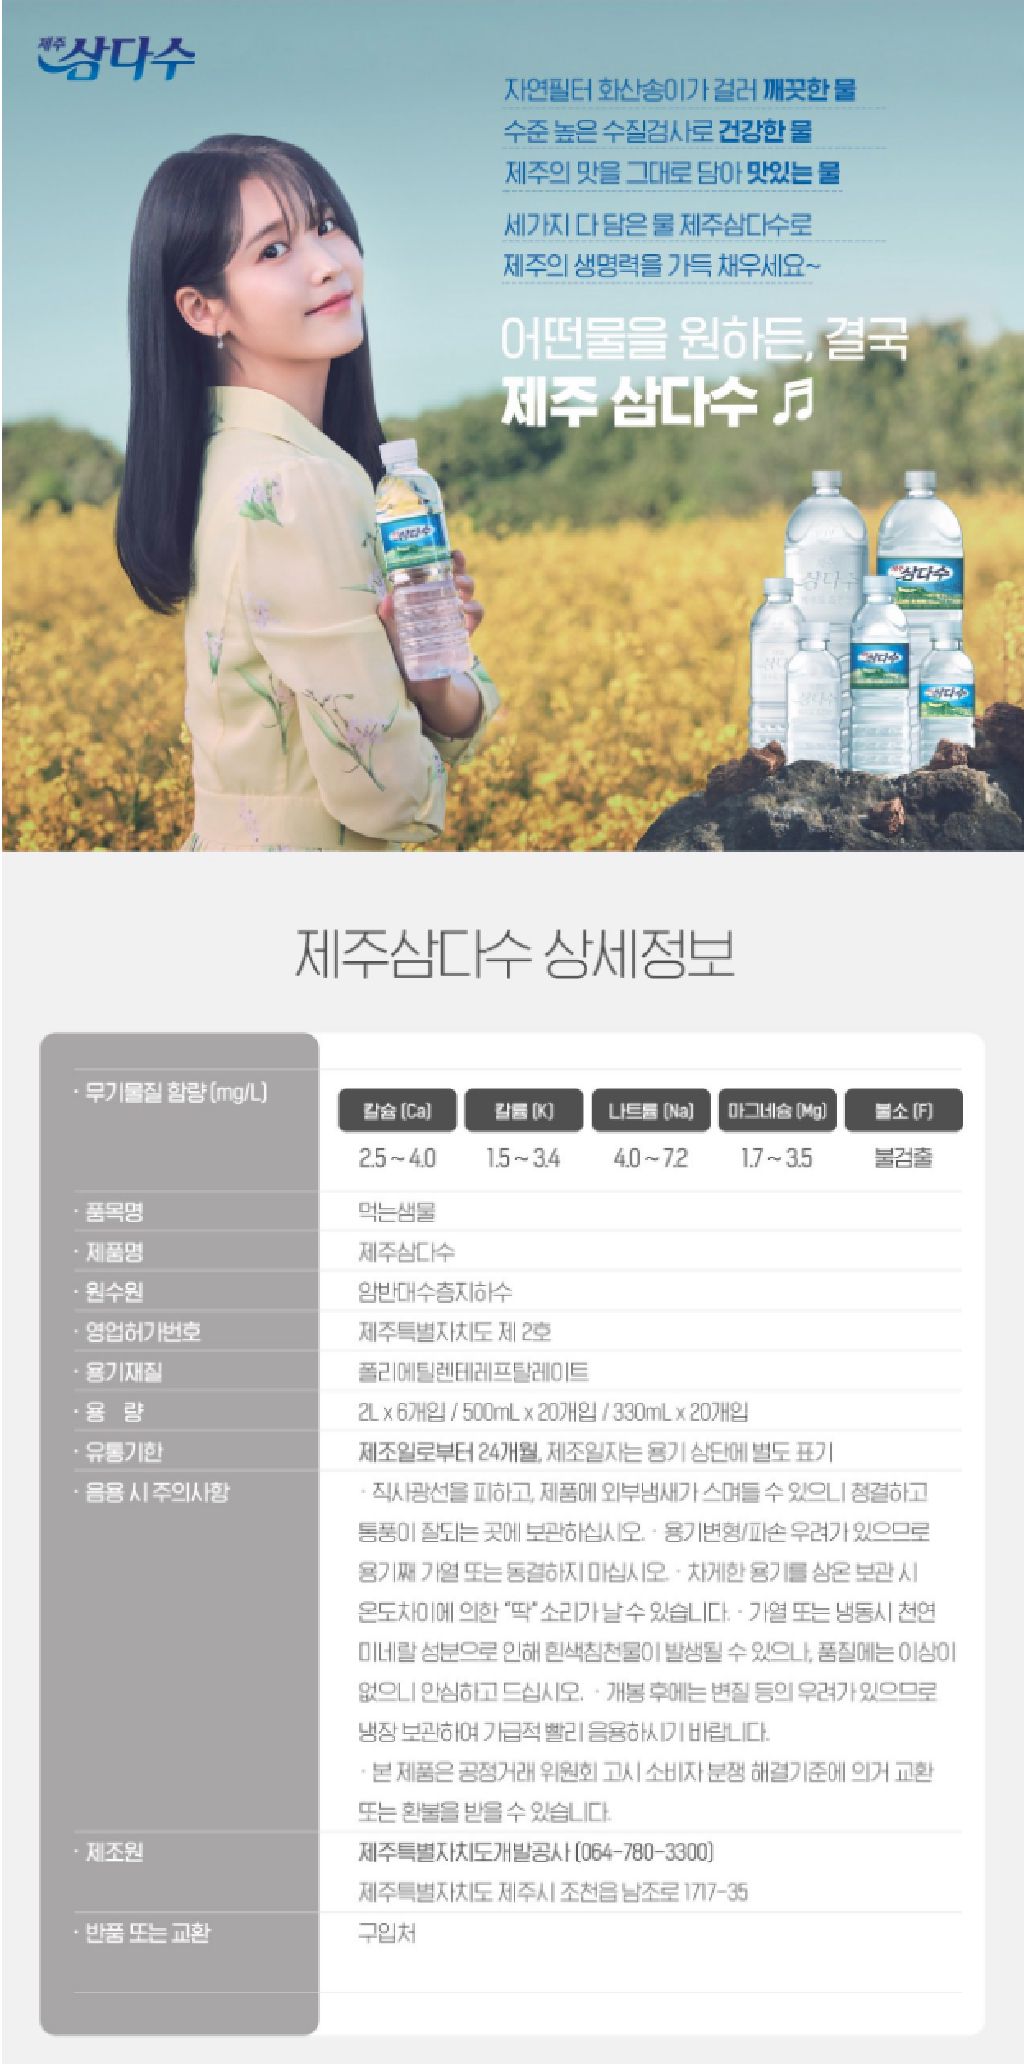 제주 삼다수
자연필터 화산송이가 걸러 깨끗한 물
수준 높은 수질검사로 건강한 물
제주의 맛을 그대로 담아 맛있는 물
세가지 다 담은 물 제주삼다수로
제주의 생명력을 가득 채우세요~
어떤물을 원하든, 결국
제주 삼다수 ♬
삼다수
삼다수
삼다수
삼다수
삼다수
삼다수
제주삼다수 상세정보
· 무기물질 함량 (mg/L)
칼슘 (Ca) 칼륨 (K) 나트륨 (Na) 마그네슘 (Mg) 불소 (F)
2.5 ~ 4.0 1.5 ~ 3.4 4.0 ~ 7.2 1.7 ~ 3.5 불검출
· 품목명 먹는샘물
· 제품명 제주삼다수
· 원수원 암반대수층지하수
· 영업허가번호 제주특별자치도 제 2호
· 용기재질 폴리에틸렌테레프탈레이트
· 용 량 2L x 6개입 / 500mL x 20개입 / 330mL x 20개입
· 유통기한 제조일로부터 24개월, 제조일자는 용기 상단에 별도 표기
· 음용 시 주의사항 · 직사광선을 피하고, 제품에 외부냄새가 스며들 수 있으니 청결하고
통풍이 잘되는 곳에 보관하십시오. · 용기변형/파손 우려가 있으므로
용기째 가열 또는 동결하지 마십시오. · 차게한 용기를 상온 보관 시
온도차이에 의한 "딱" 소리가 날 수 있습니다. · 가열 또는 냉동시 천연
미네랄 성분으로 인해 흰색침천물이 발생될 수 있으나, 품질에는 이상이
없으니 안심하고 드십시오. · 개봉 후에는 변질 등의 우려가 있으므로
냉장 보관하여 가급적 빨리 음용하시기 바랍니다.
· 본 제품은 공정거래 위원회 고시 소비자 분쟁 해결기준에 의거 교환
또는 환불을 받을 수 있습니다.
· 제조원 제주특별자치도개발공사 (064-780-3300)
제주특별자치도 제주시 조천읍 남조로 1717-35
· 반품 또는 교환 구입처